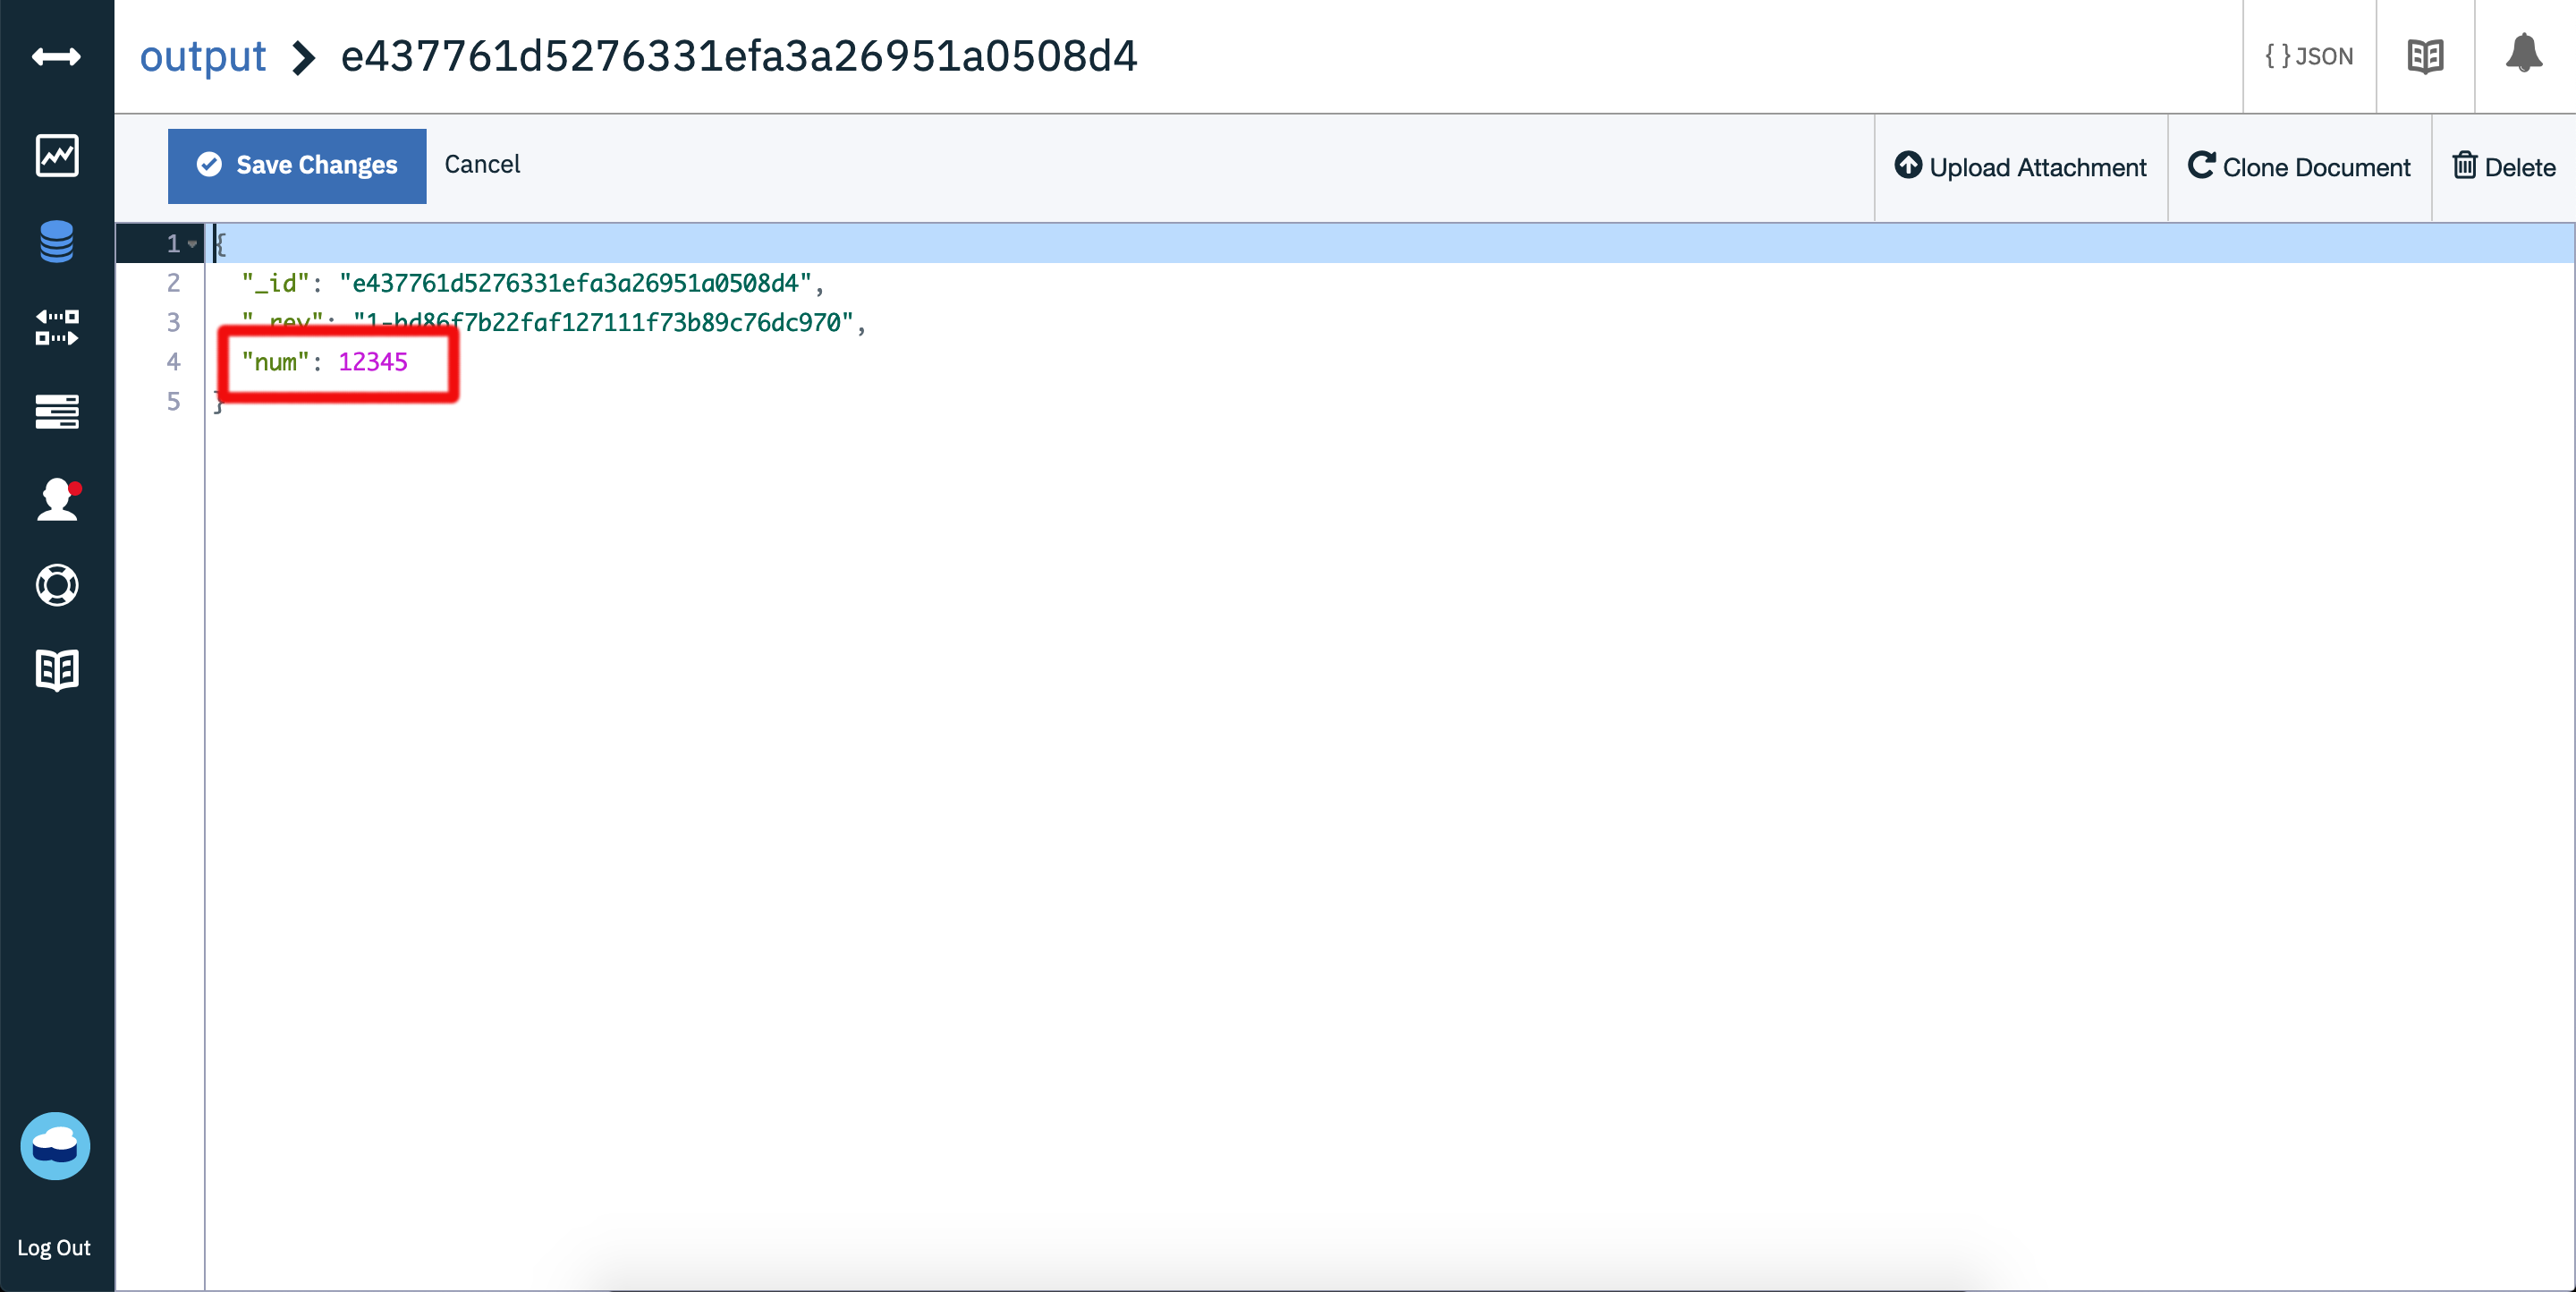 output > e437761d5276331efa3a26951a0508d4
{ } JSON
Save Changes
Cancel
Upload Attachment
Clone Document
Delete
1 {
2 "_id": "e437761d5276331efa3a26951a0508d4",
3 "_rev": "1-bd86f7b22faf127111f73b89c76dc970",
4 "num": 12345
5 }
Log Out